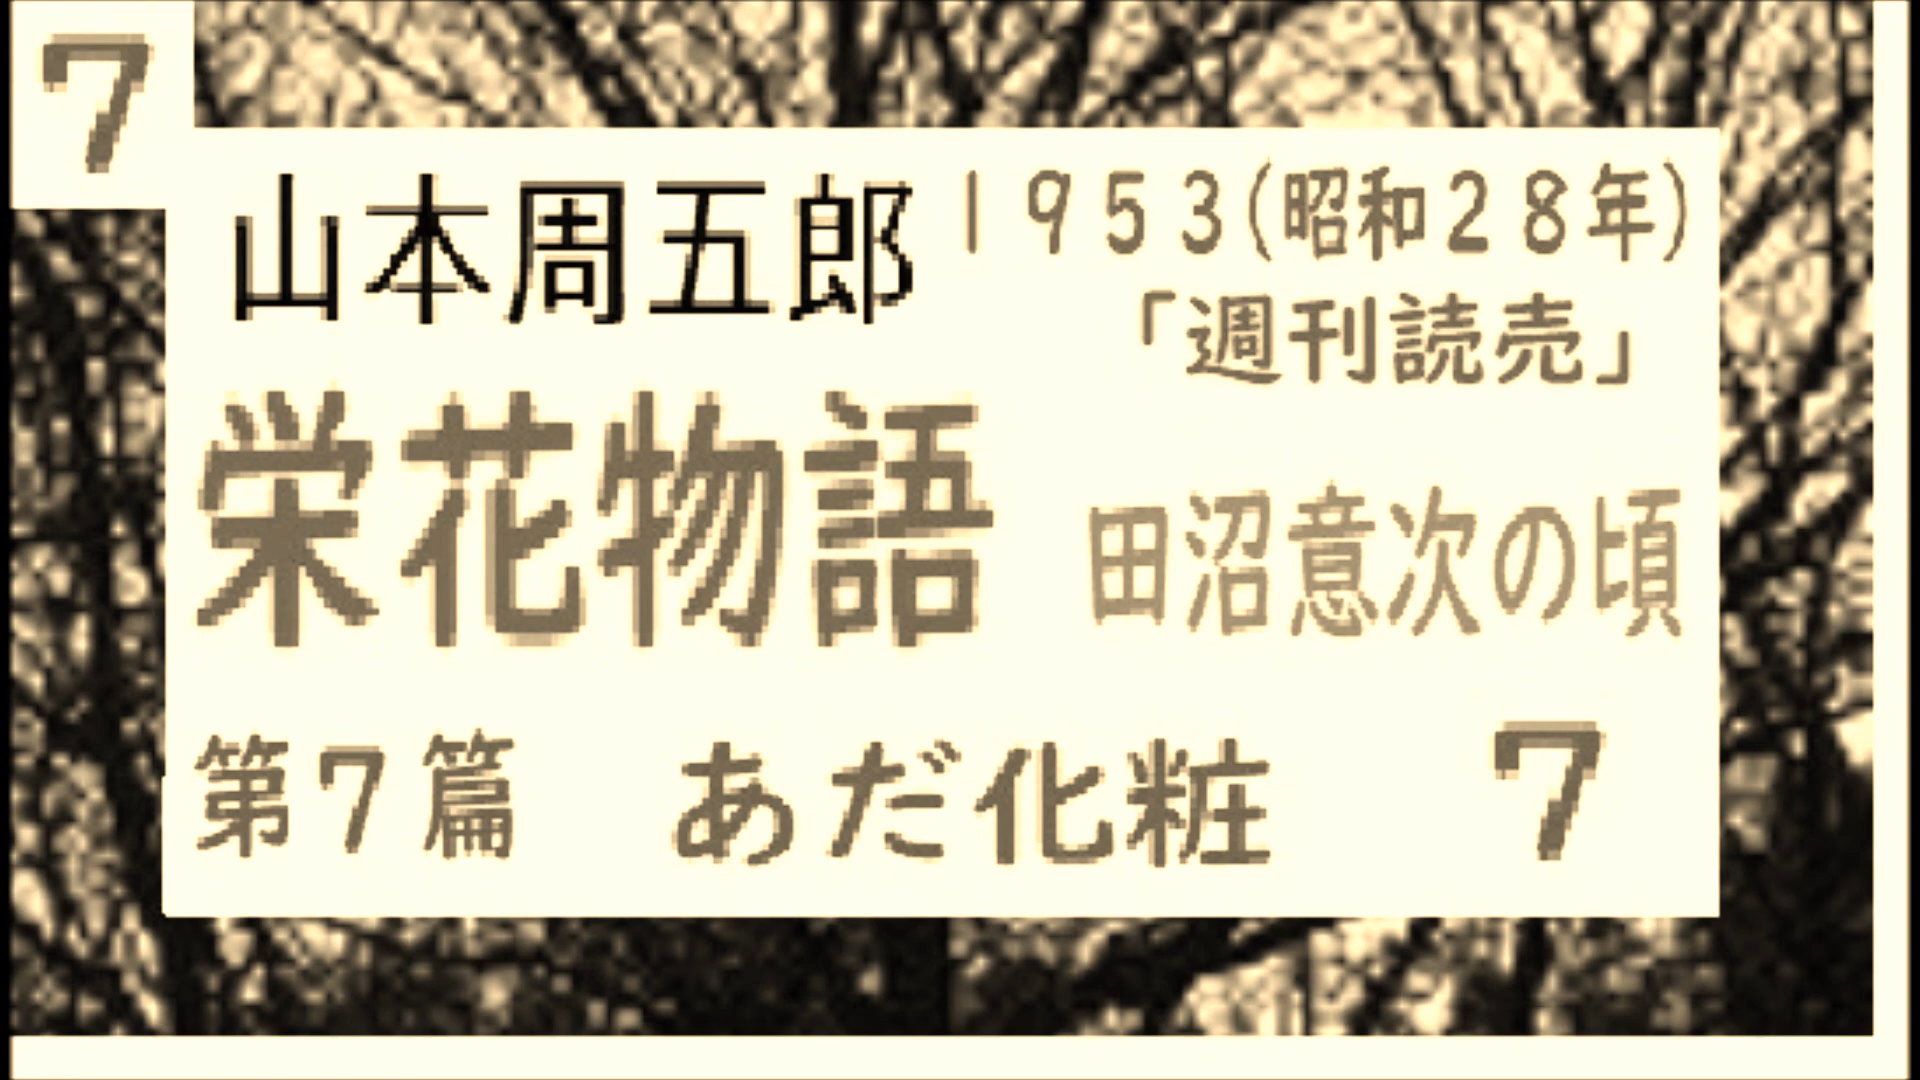 7
山本周五郎 1953(昭和28年)
「週刊読売」
栄花物語 田沼意次の頃
第7篇 あだ化粧 7